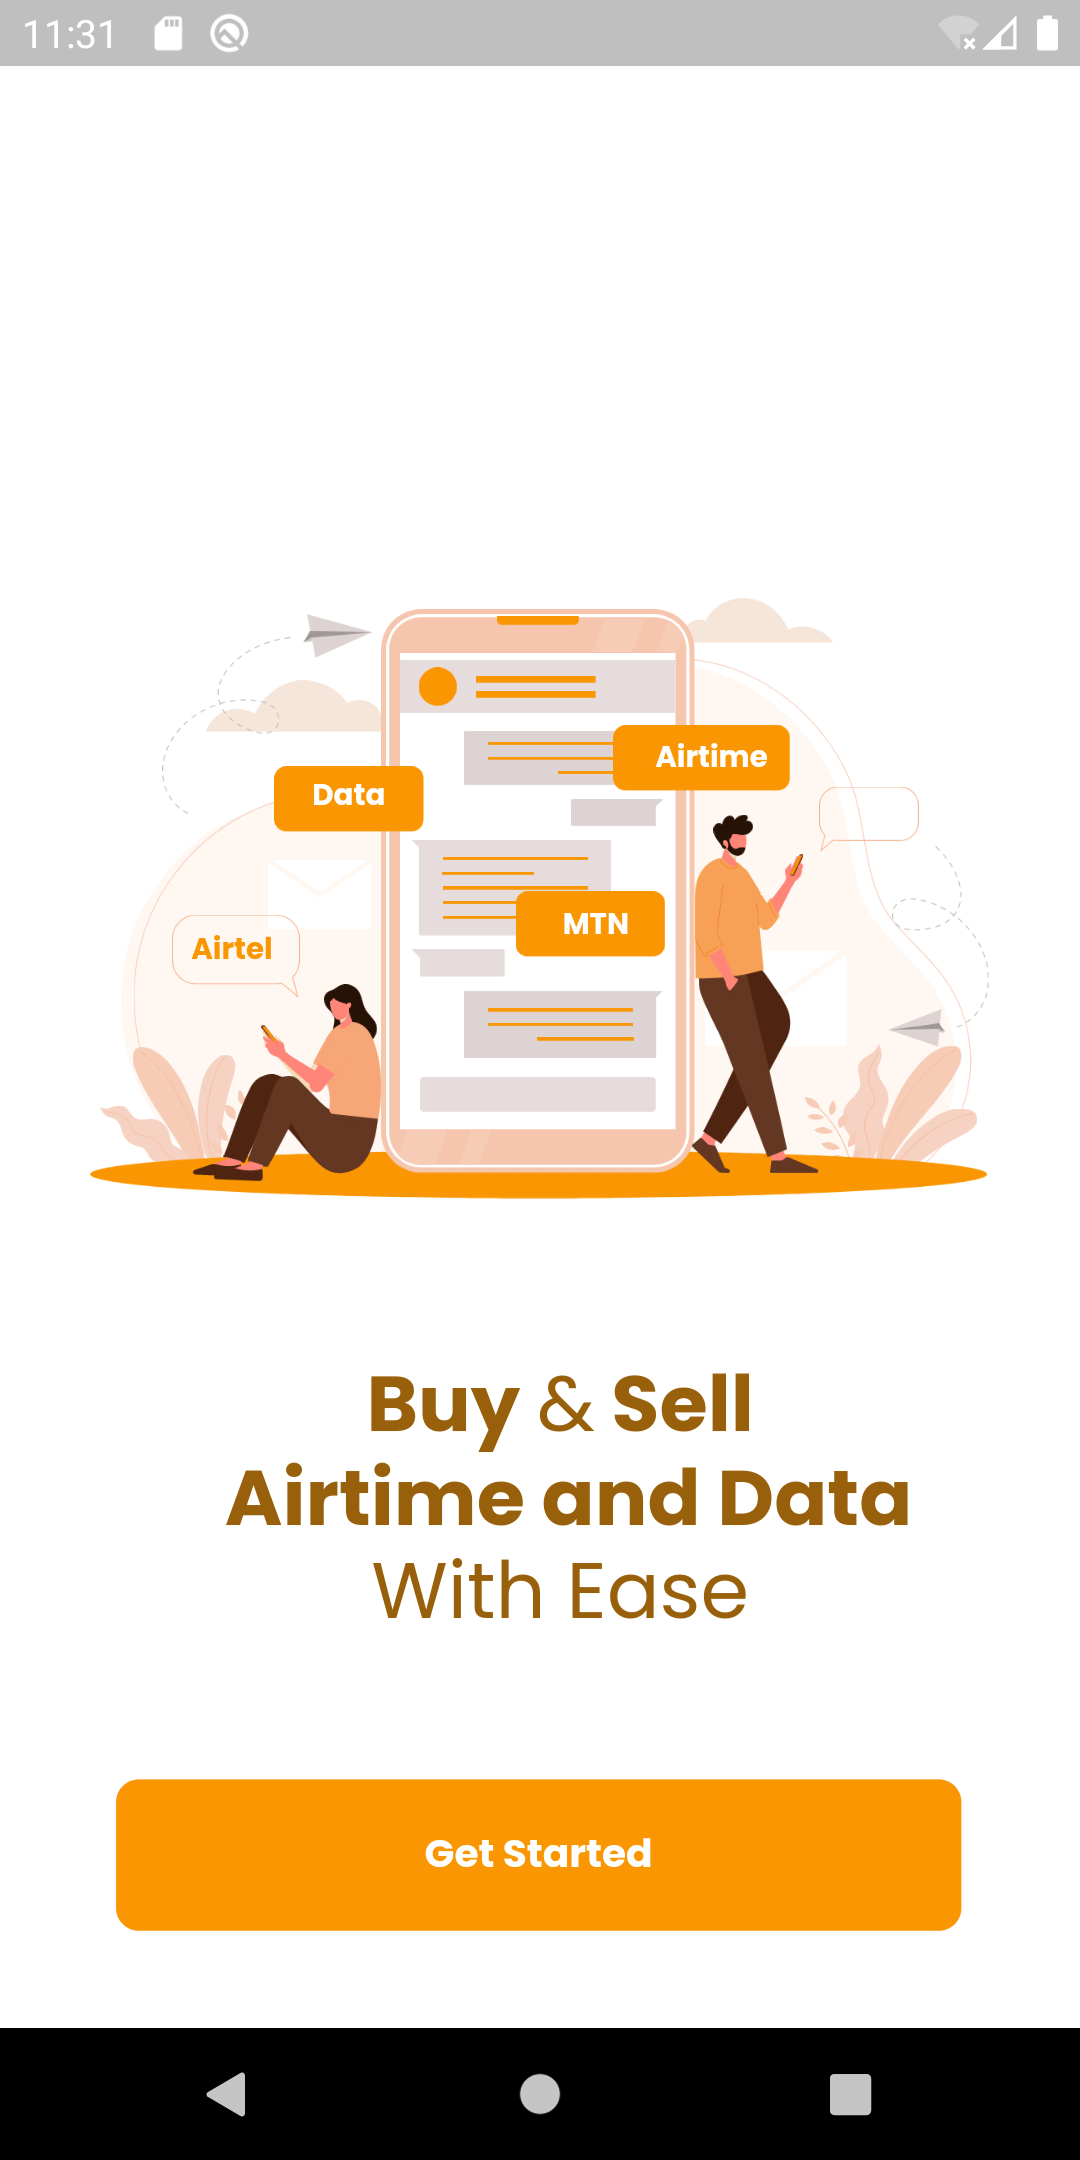 11:31
Airtime
Data
MTN
Airtel
Buy & Sell
Airtime and Data
With Ease
Get Started